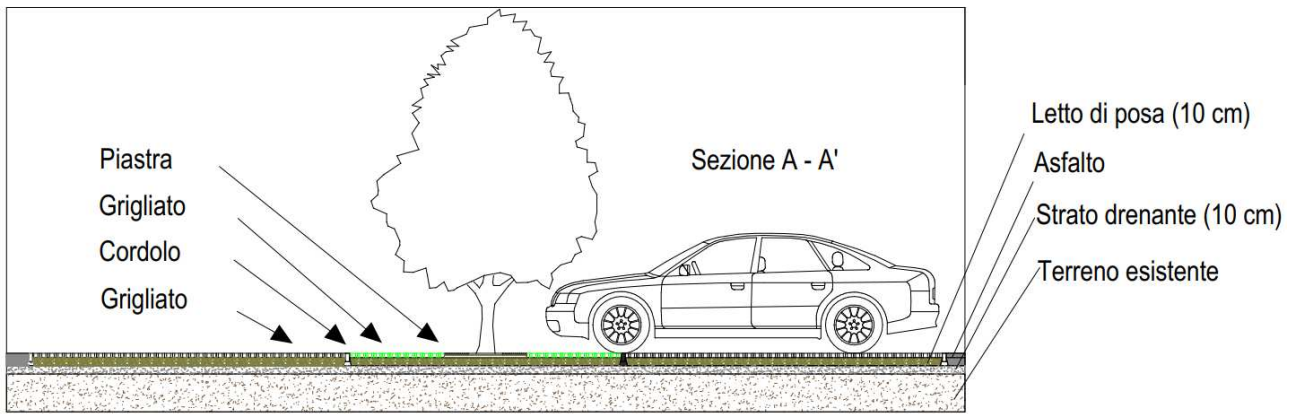 Piastra
Grigliato
Cordolo
Grigliato
Sezione A - A'
Letto di posa (10 cm)
Asfalto
Strato drenante (10 cm)
Terreno esistente